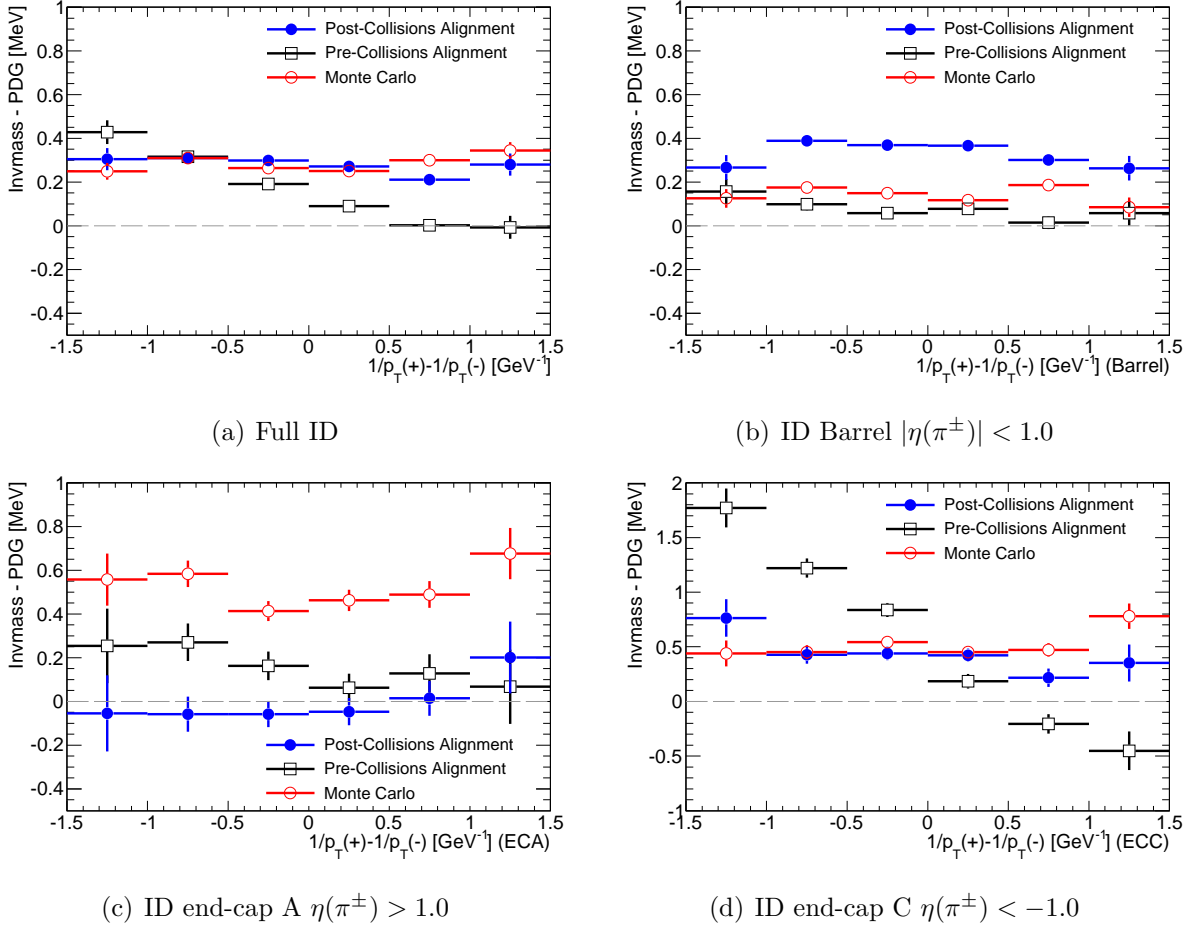 Invmass - PDG [MeV]
1
0.8
0.6
0.4
0.2
0
-0.2
-0.4
Post-Collisions Alignment
Pre-Collisions Alignment
Monte Carlo
-1.5 -1 -0.5 0 0.5 1 1.5
1/p_T(+)-1/p_T(-) [GeV⁻¹]
(a) Full ID
Invmass - PDG [MeV]
1
0.8
0.6
0.4
0.2
0
-0.2
-0.4
Post-Collisions Alignment
Pre-Collisions Alignment
Monte Carlo
-1.5 -1 -0.5 0 0.5 1 1.5
1/p_T(+)-1/p_T(-) [GeV⁻¹] (Barrel)
(b) ID Barrel |η(π±)| < 1.0
Invmass - PDG [MeV]
1
0.8
0.6
0.4
0.2
0
-0.2
-0.4
Post-Collisions Alignment
Pre-Collisions Alignment
Monte Carlo
-1.5 -1 -0.5 0 0.5 1 1.5
1/p_T(+)-1/p_T(-) [GeV⁻¹] (ECA)
(c) ID end-cap A η(π±) > 1.0
Invmass - PDG [MeV]
2
1.5
1
0.5
0
-0.5
-1
Post-Collisions Alignment
Pre-Collisions Alignment
Monte Carlo
-1.5 -1 -0.5 0 0.5 1 1.5
1/p_T(+)-1/p_T(-) [GeV⁻¹] (ECC)
(d) ID end-cap C η(π±) < −1.0